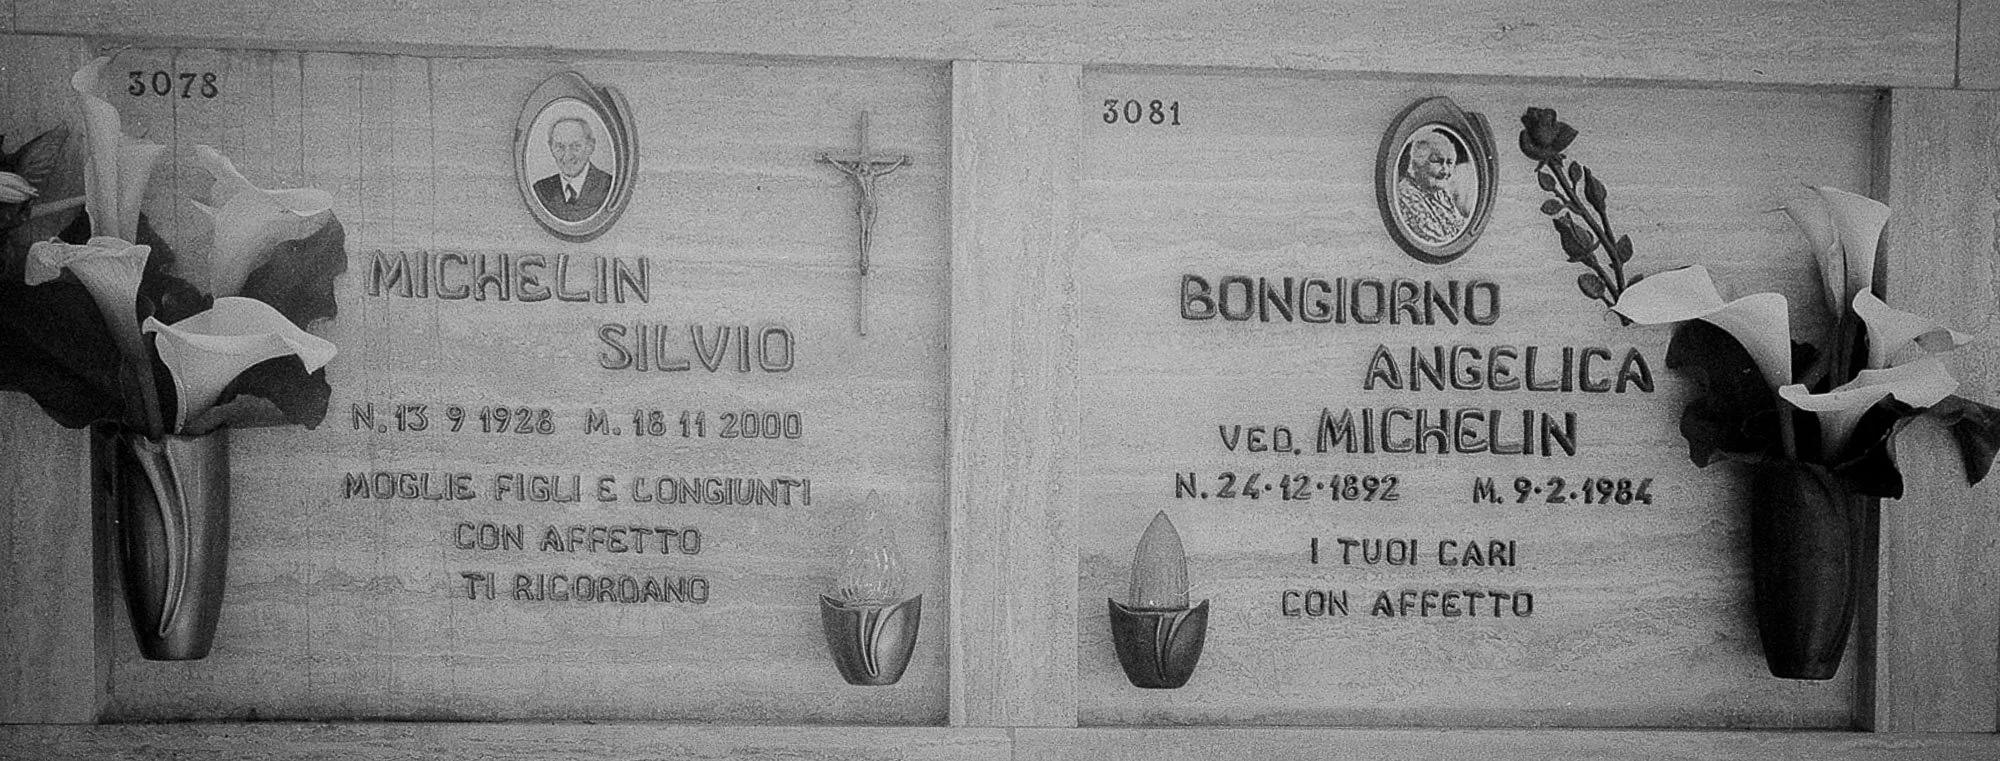 3078
MICHELIN
SILVIO
N. 13 9 1928 M. 18 11 2000
MOGLIE FIGLI E CONGIUNTI
CON AFFETTO
TI RICORDANO
3081
BONGIORNO
ANGELICA
VED. MICHELIN
N. 24·12·1892 M. 9·2·1984
I TUOI CARI
CON AFFETTO